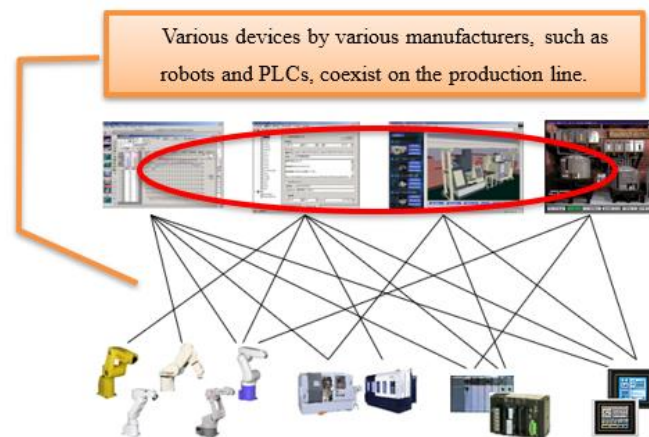 Various devices by various manufacturers, such as
robots and PLCs, coexist on the production line.